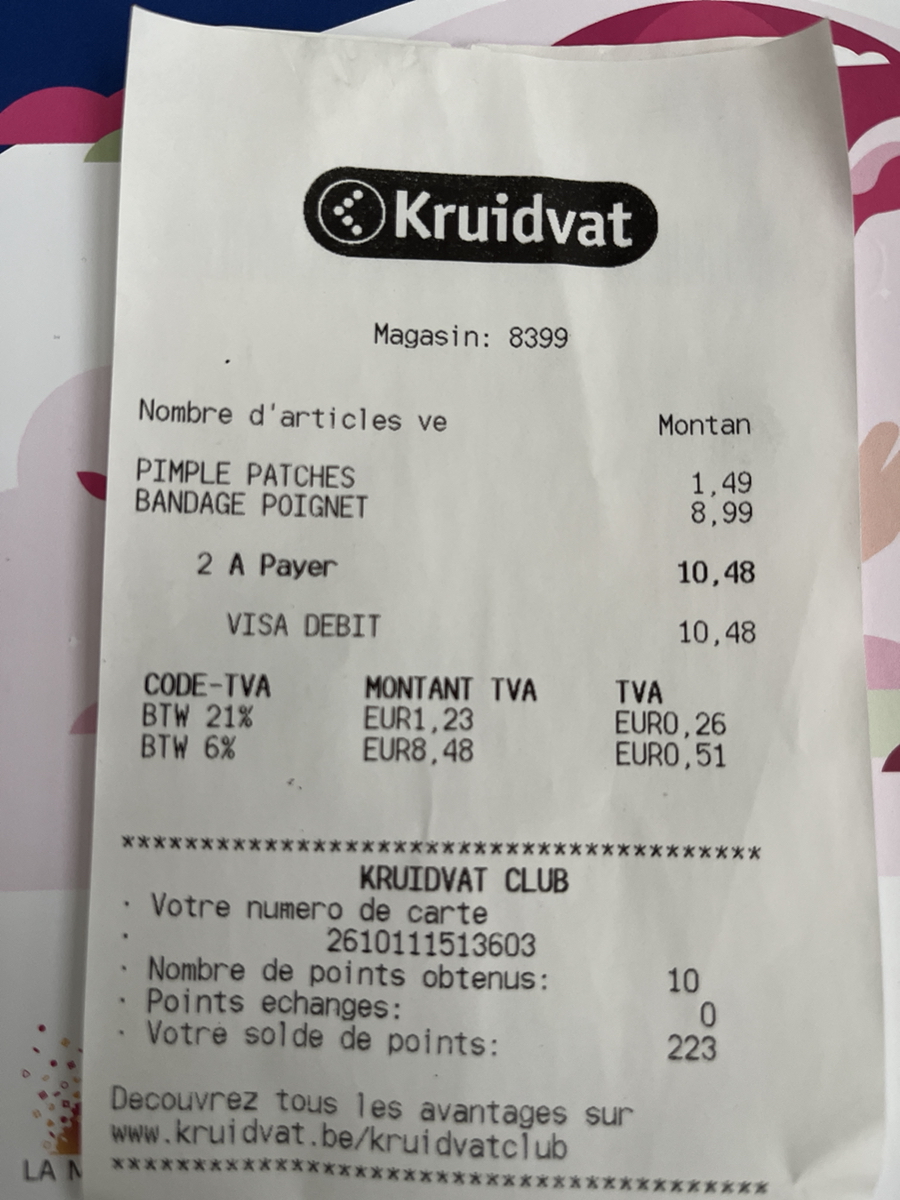 Kruidvat
Magasin: 8399
Nombre d'articles ve Montan
PIMPLE PATCHES 1,49
BANDAGE POIGNET 8,99
2 A Payer 10,48
VISA DEBIT 10,48
CODE-TVA MONTANT TVA TVA
BTW 21% EUR1,23 EUR0,26
BTW 6% EUR8,48 EUR0,51
*****************************************
KRUIDVAT CLUB
· Votre numero de carte
· 2610111513603
· Nombre de points obtenus: 10
· Points echanges: 0
· Votre solde de points: 223
Decouvrez tous les avantages sur
www.kruidvat.be/kruidvatclub
*****************************************
LA